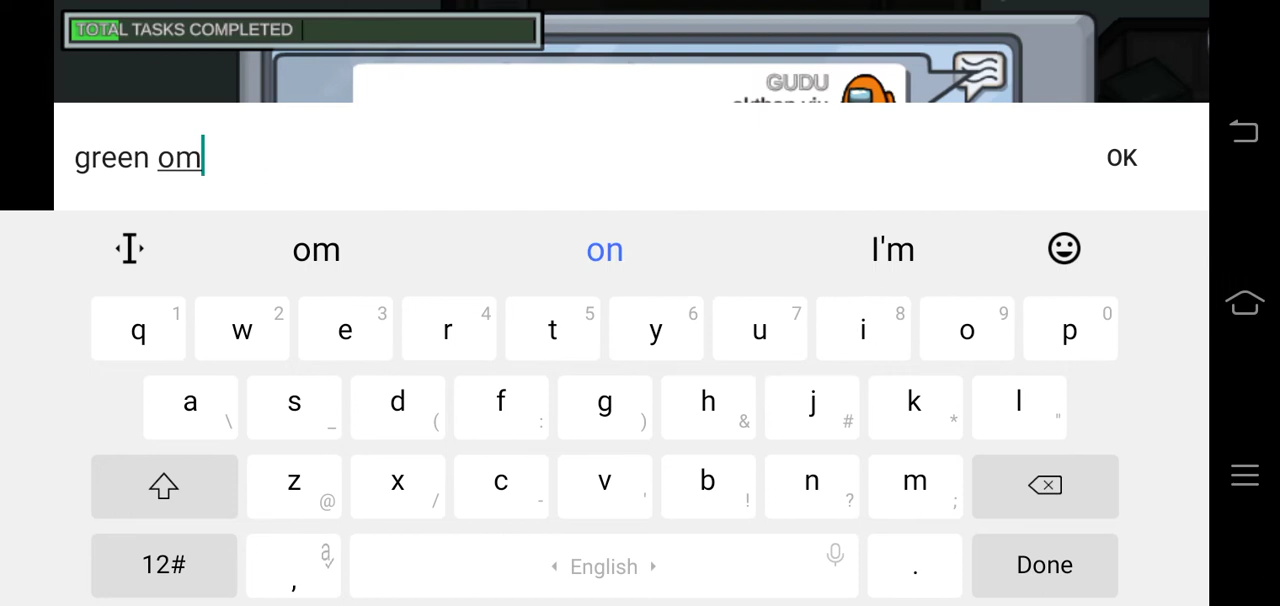 TOTAL TASKS COMPLETED
GUDU
green om
OK
om
on
I'm
q 1 w 2 e 3 r 4 t 5 y 6 u 7 i 8 o 9 p 0
a \ s _ d ( f : g ) h & j # k * l "
z @ x / c - v ' b ! n ? m ;
12# , a English . Done